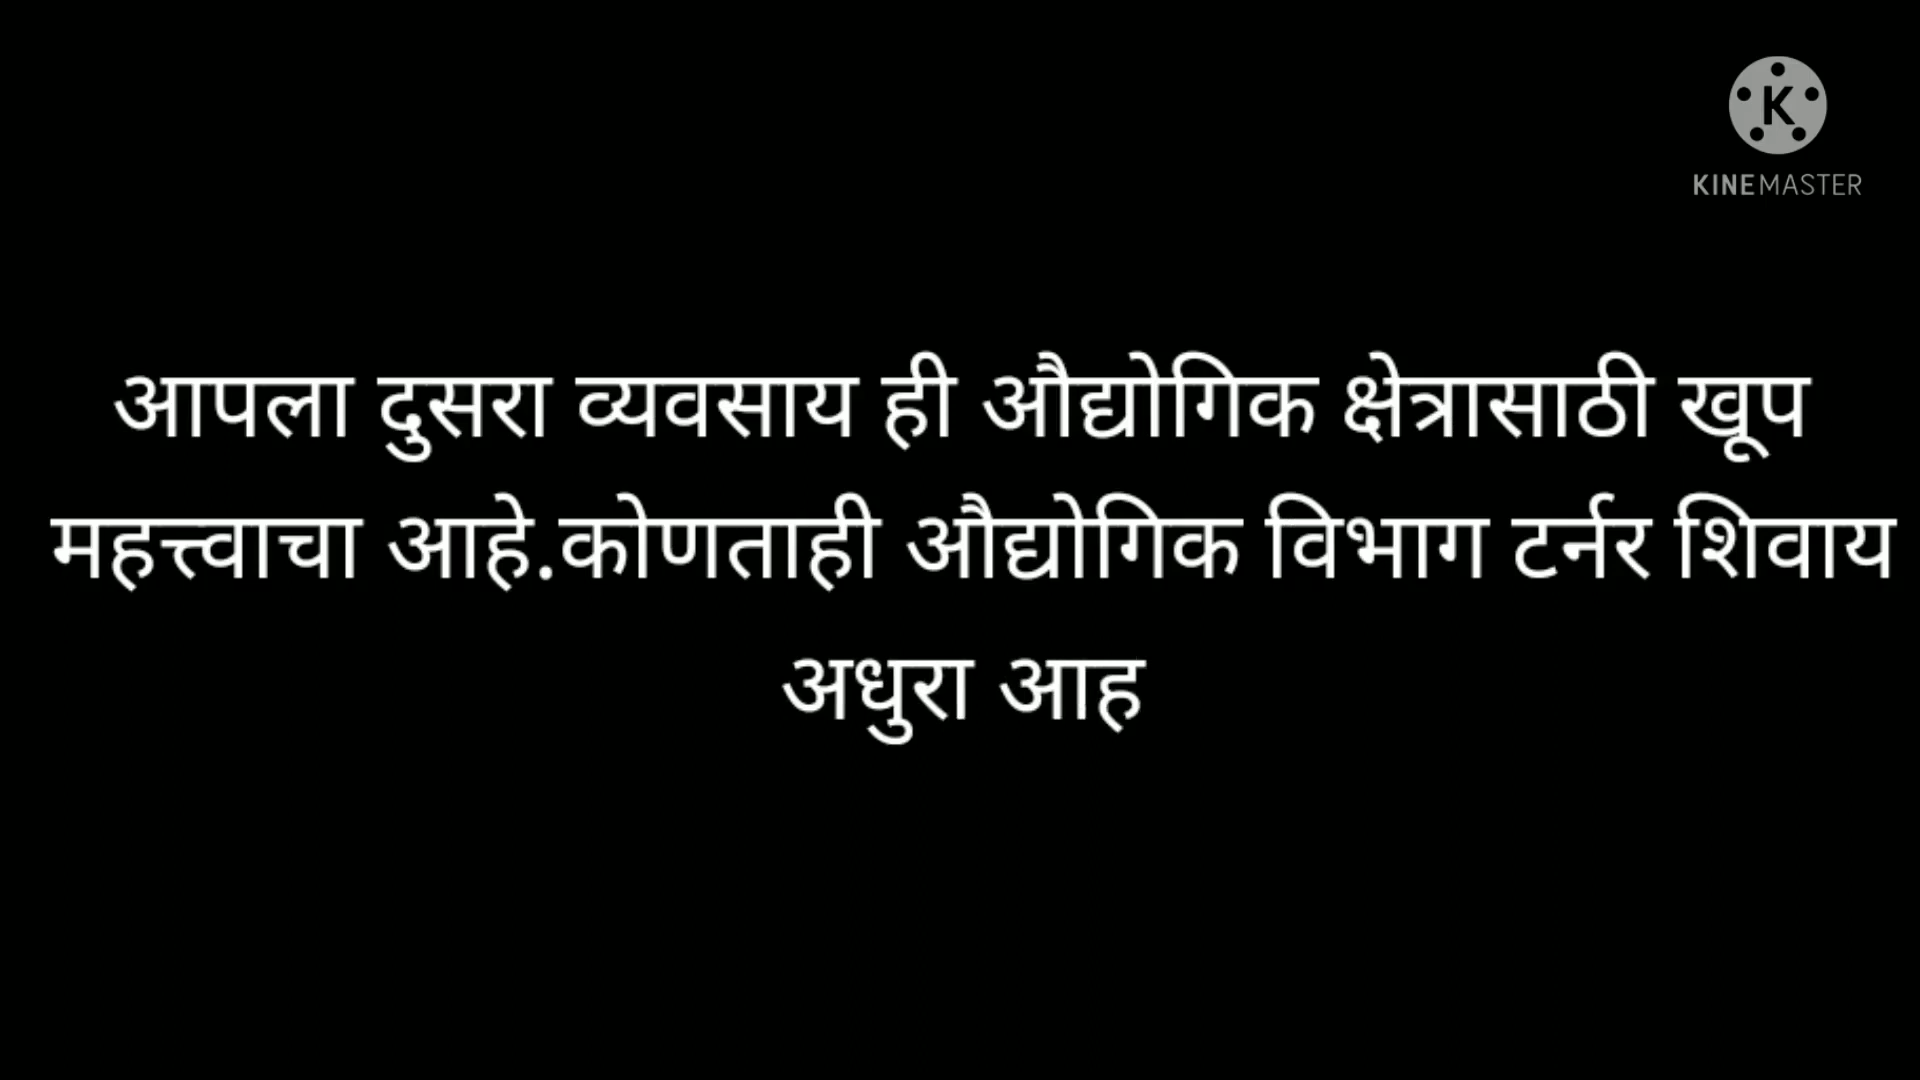 KINEMASTER
आपला दुसरा व्यवसाय ही औद्योगिक क्षेत्रासाठी खूप
महत्त्वाचा आहे.कोणताही औद्योगिक विभाग टर्नर शिवाय
अधुरा आह